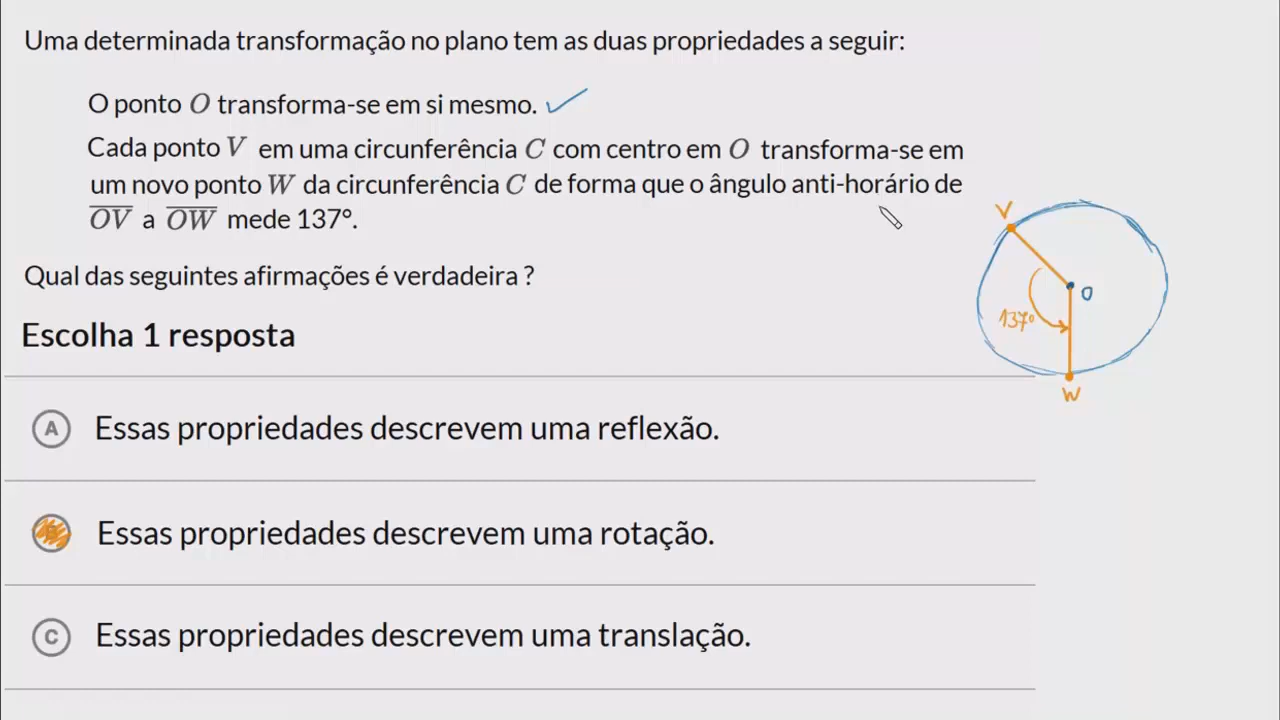 Uma determinada transformação no plano tem as duas propriedades a seguir:
O ponto O transforma-se em si mesmo.
Cada ponto V em uma circunferência C com centro em O transforma-se em
um novo ponto W da circunferência C de forma que o ângulo anti-horário de
OV a OW mede 137°.
V
O
137°
W
Qual das seguintes afirmações é verdadeira ?
Escolha 1 resposta
A Essas propriedades descrevem uma reflexão.
Essas propriedades descrevem uma rotação.
C Essas propriedades descrevem uma translação.